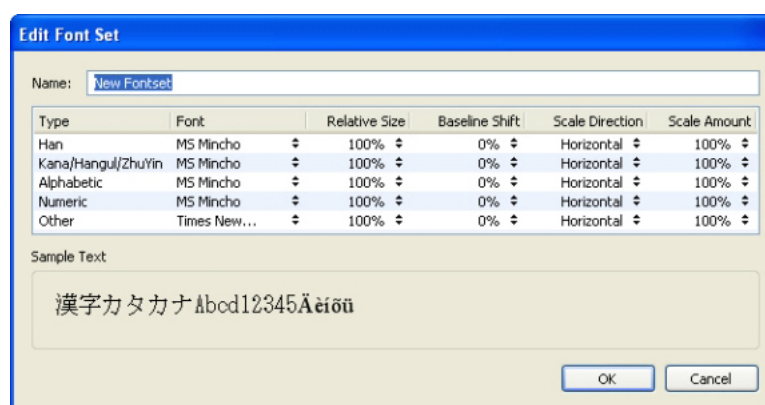 Edit Font Set
Name: New Fontset
Type Font Relative Size Baseline Shift Scale Direction Scale Amount
Han MS Mincho 100% 0% Horizontal 100%
Kana/Hangul/ZhuYin MS Mincho 100% 0% Horizontal 100%
Alphabetic MS Mincho 100% 0% Horizontal 100%
Numeric MS Mincho 100% 0% Horizontal 100%
Other Times New... 100% 0% Horizontal 100%
Sample Text
漢字カタカナAbcd12345Äèíõü
OK Cancel